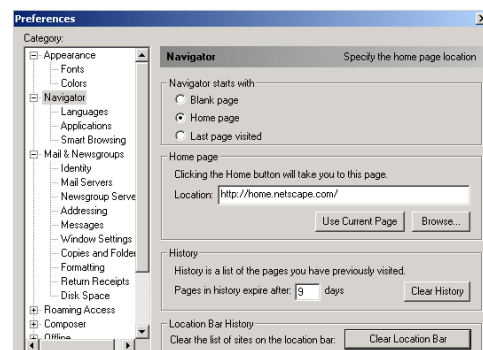 Preferences
Category:
Appearance
Fonts
Colors
Navigator
Languages
Applications
Smart Browsing
Mail & Newsgroups
Identity
Mail Servers
Newsgroup Serve
Addressing
Messages
Window Settings
Copies and Folder
Formatting
Return Receipts
Disk Space
Roaming Access
Composer
Offline
Navigator Specify the home page location
Navigator starts with
Blank page
Home page
Last page visited
Home page
Clicking the Home button will take you to this page.
Location: http://home.netscape.com/
Use Current Page Browse...
History
History is a list of the pages you have previously visited.
Pages in history expire after: 9 days Clear History
Location Bar History
Clear the list of sites on the location bar: Clear Location Bar